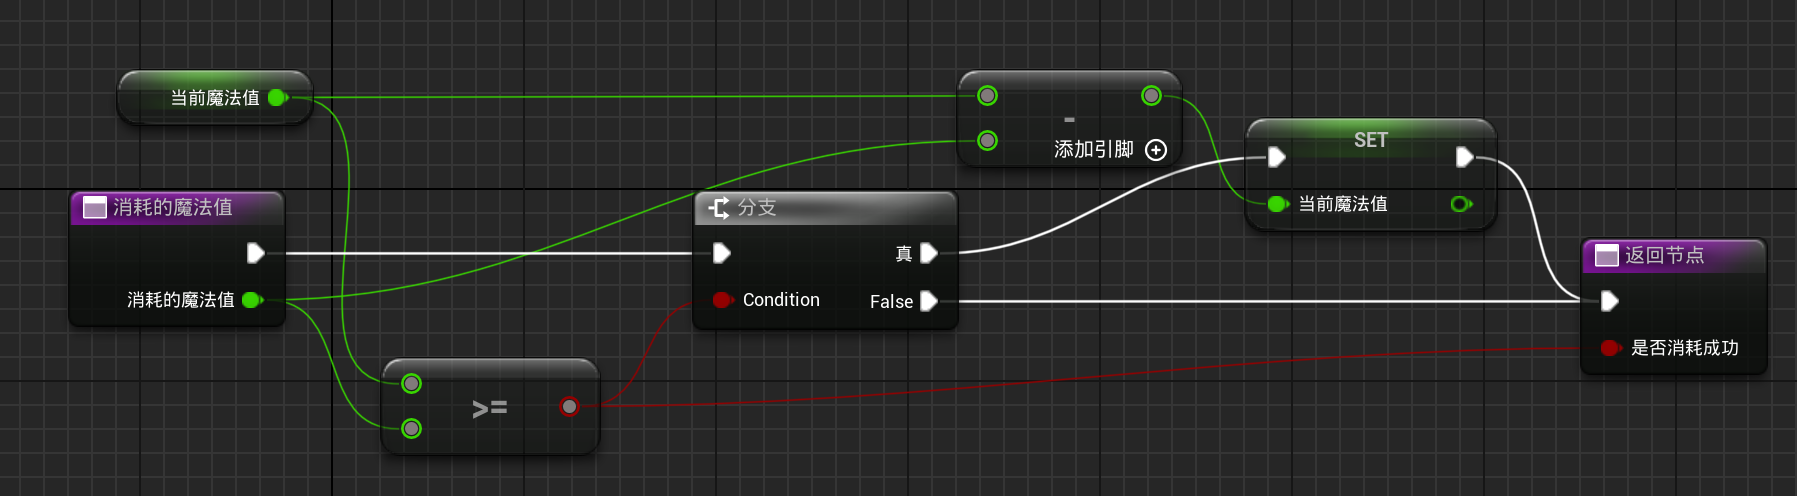 当前魔法值
-
添加引脚
SET
当前魔法值
消耗的魔法值
消耗的魔法值
分支
真
Condition
False
>=
返回节点
是否消耗成功